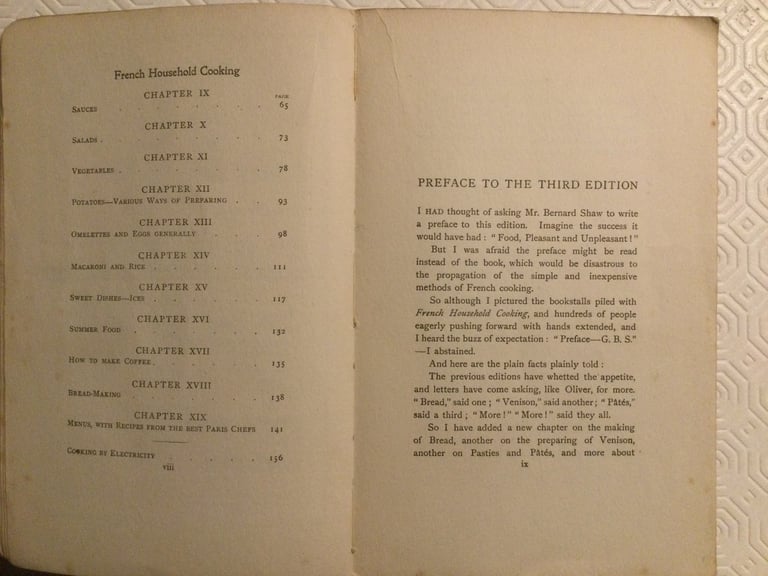 French Household Cooking
CHAPTER IX
PAGE
SAUCES . . . . . . . 65
CHAPTER X
SALADS . . . . . . . 73
CHAPTER XI
VEGETABLES . . . . . . 78
CHAPTER XII
POTATOES—VARIOUS WAYS OF PREPARING . . 93
CHAPTER XIII
OMELETTES AND EGGS GENERALLY . . . 98
CHAPTER XIV
MACARONI AND RICE . . . . . 111
CHAPTER XV
SWEET DISHES—ICES . . . . . 117
CHAPTER XVI
SUMMER FOOD . . . . . . 132
CHAPTER XVII
HOW TO MAKE COFFEE . . . . . 135
CHAPTER XVIII
BREAD-MAKING . . . . . . 138
CHAPTER XIX
MENUS, WITH RECIPES FROM THE BEST PARIS CHEFS 141
COOKING BY ELECTRICITY . . . . 156
viii
PREFACE TO THE THIRD EDITION
I HAD thought of asking Mr. Bernard Shaw to write
a preface to this edition. Imagine the success it
would have had : “ Food, Pleasant and Unpleasant ! ”
But I was afraid the preface might be read
instead of the book, which would be disastrous to
the propagation of the simple and inexpensive
methods of French cooking.
So although I pictured the bookstalls piled with
French Household Cooking, and hundreds of people
eagerly pushing forward with hands extended, and
I heard the buzz of expectation : “ Preface—G. B. S.”
—I abstained.
And here are the plain facts plainly told :
The previous editions have whetted the appetite,
and letters have come asking, like Oliver, for more.
“ Bread,” said one ; “ Venison,” said another ; “ Pâtés,”
said a third ; “ More ! ” “ More ! ” said they all.
So I have added a new chapter on the making
of Bread, another on the preparing of Venison,
another on Pasties and Pâtés, and more about
ix